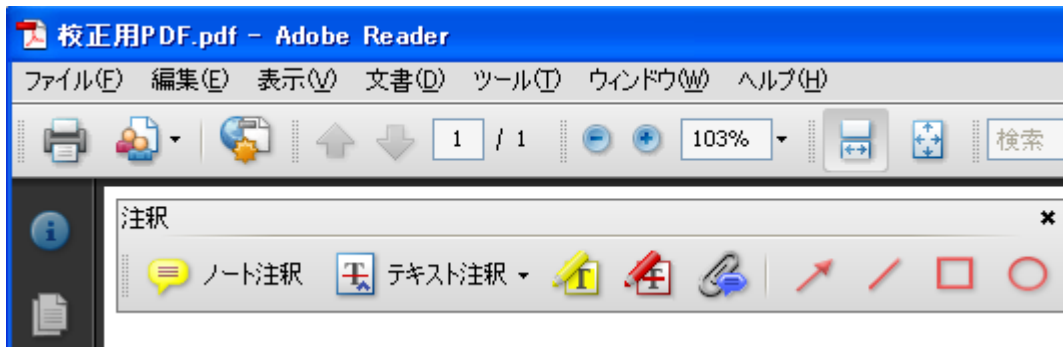 校正用PDF.pdf - Adobe Reader
ファイル(F) 編集(E) 表示(V) 文書(D) ツール(T) ウィンドウ(W) ヘルプ(H)
1 / 1 103% 検索
注釈
ノート注釈 テキスト注釈